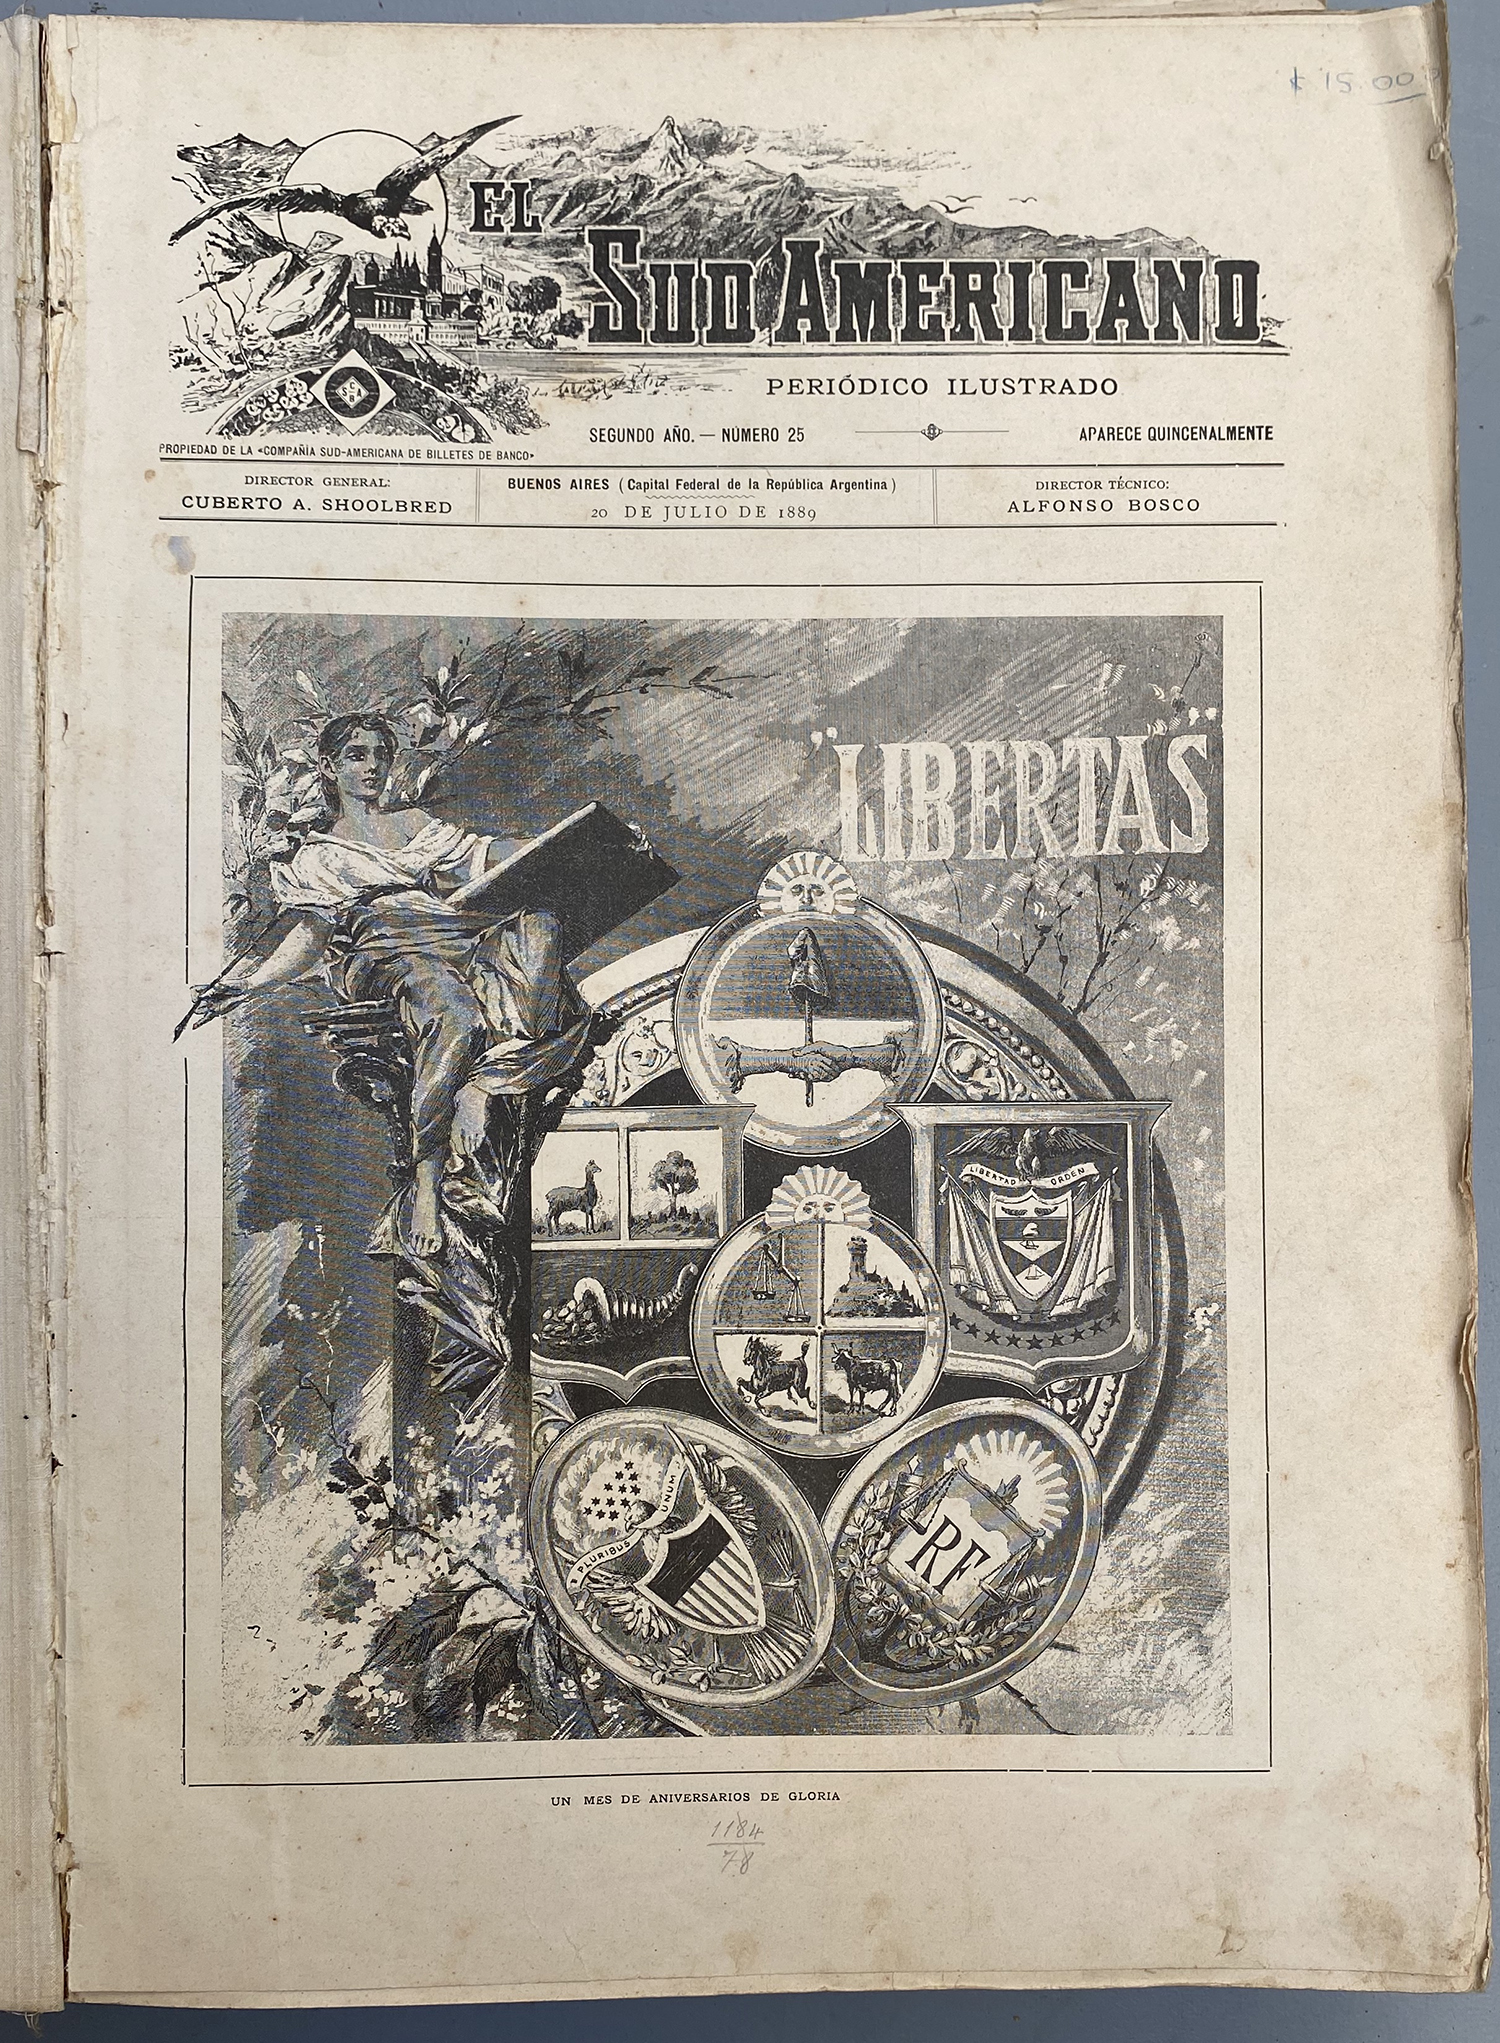 $ 15.00
EL
SUD AMERICANO
PERIÓDICO ILUSTRADO
SEGUNDO AÑO. — NÚMERO 25
APARECE QUINCENALMENTE
PROPIEDAD DE LA «COMPAÑÍA SUD-AMERICANA DE BILLETES DE BANCO»
DIRECTOR GENERAL:
CUBERTO A. SHOOLBRED
BUENOS AIRES (Capital Federal de la República Argentina)
20 DE JULIO DE 1889
DIRECTOR TÉCNICO:
ALFONSO BOSCO
"LIBERTAS"
LIBERTAD ORDEN
E PLURIBUS UNUM
RF
UN MES DE ANIVERSARIOS DE GLORIA
1184
78